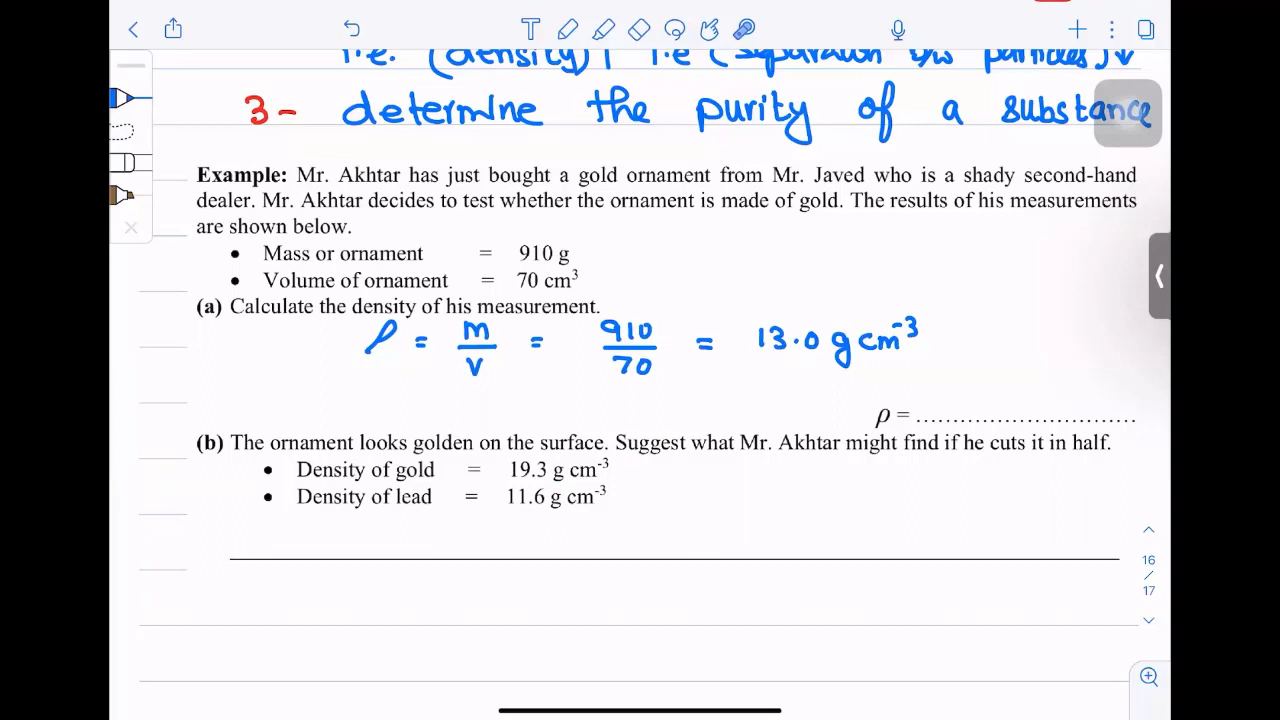 i.e. (density)↑ i.e (separation b/w particles)↓
3- determine the purity of a substance
Example: Mr. Akhtar has just bought a gold ornament from Mr. Javed who is a shady second-hand
dealer. Mr. Akhtar decides to test whether the ornament is made of gold. The results of his measurements
are shown below.
• Mass or ornament = 910 g
• Volume of ornament = 70 cm³
(a) Calculate the density of his measurement.
ρ = m/v = 910/70 = 13.0 g cm⁻³
ρ = ..............................
(b) The ornament looks golden on the surface. Suggest what Mr. Akhtar might find if he cuts it in half.
• Density of gold = 19.3 g cm⁻³
• Density of lead = 11.6 g cm⁻³
16
/
17